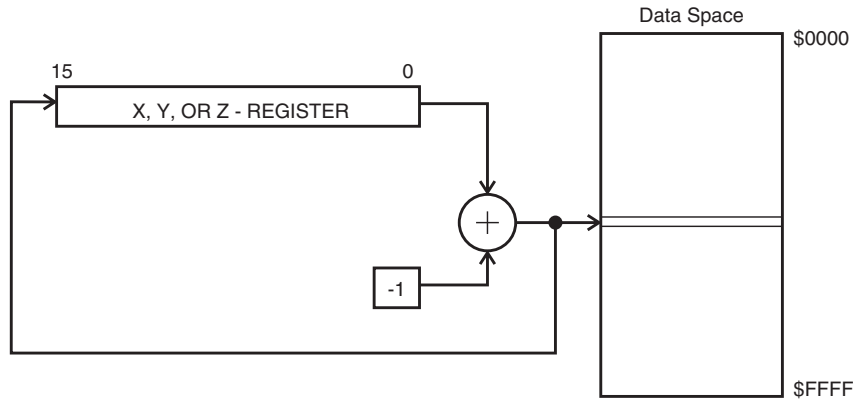 Data Space
$0000
15 0
X, Y, OR Z - REGISTER
+
-1
$FFFF